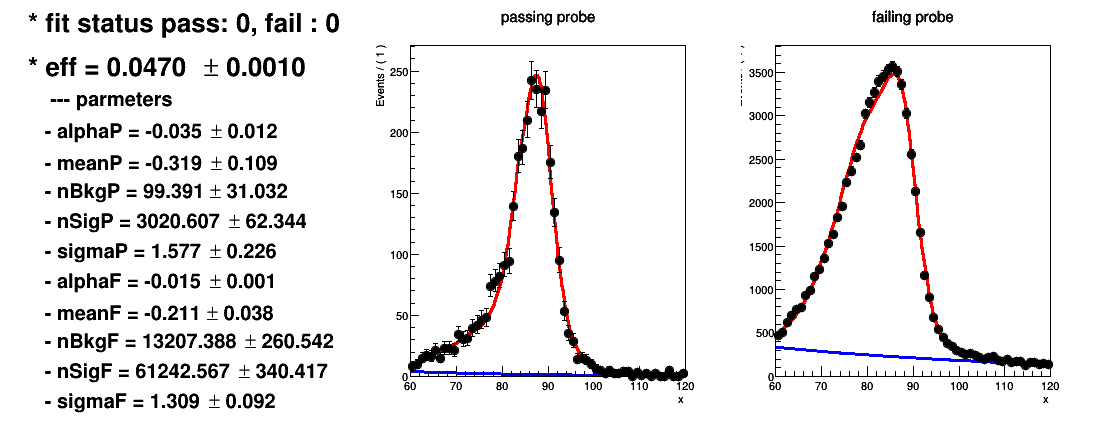 * fit status pass: 0, fail : 0
* eff = 0.0470 ± 0.0010
--- parmeters
- alphaP = -0.035 ± 0.012
- meanP = -0.319 ± 0.109
- nBkgP = 99.391 ± 31.032
- nSigP = 3020.607 ± 62.344
- sigmaP = 1.577 ± 0.226
- alphaF = -0.015 ± 0.001
- meanF = -0.211 ± 0.038
- nBkgF = 13207.388 ± 260.542
- nSigF = 61242.567 ± 340.417
- sigmaF = 1.309 ± 0.092
passing probe
Events / ( 1 )
250
200
150
100
50
0
60 70 80 90 100 110 120
x
failing probe
3500
3000
2500
2000
1500
1000
500
0
60 70 80 90 100 110 120
x